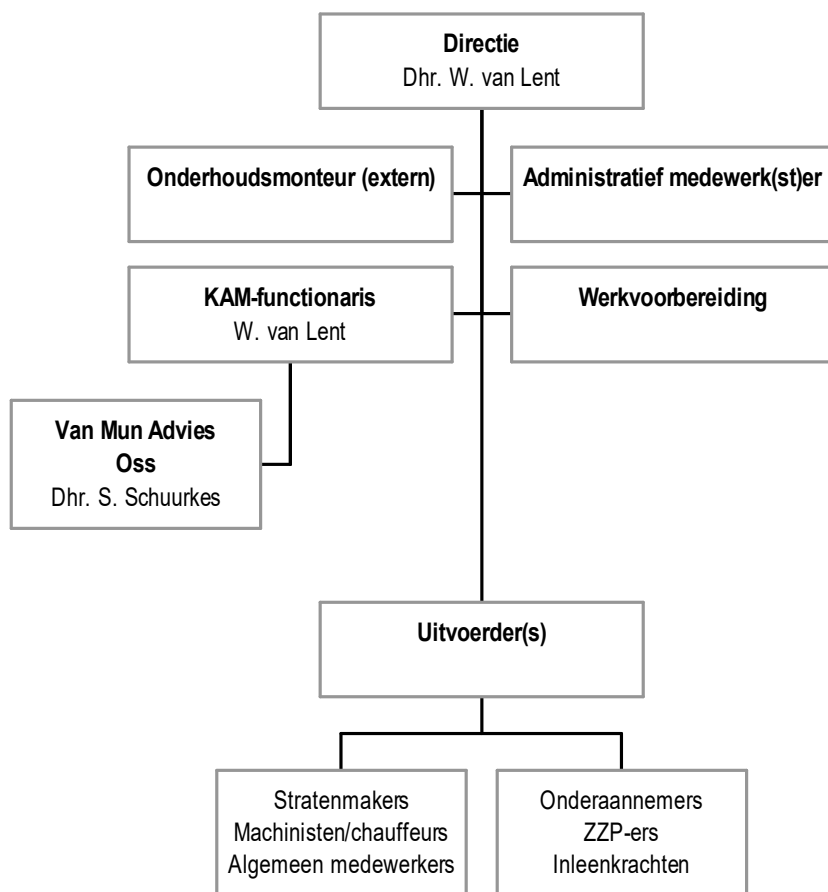 Directie
Dhr. W. van Lent
Onderhoudsmonteur (extern)
Administratief medewerk(st)er
KAM-functionaris
W. van Lent
Werkvoorbereiding
Van Mun Advies
Oss
Dhr. S. Schuurkes
Uitvoerder(s)
Stratenmakers
Machinisten/chauffeurs
Algemeen medewerkers
Onderaannemers
ZZP-ers
Inleenkrachten